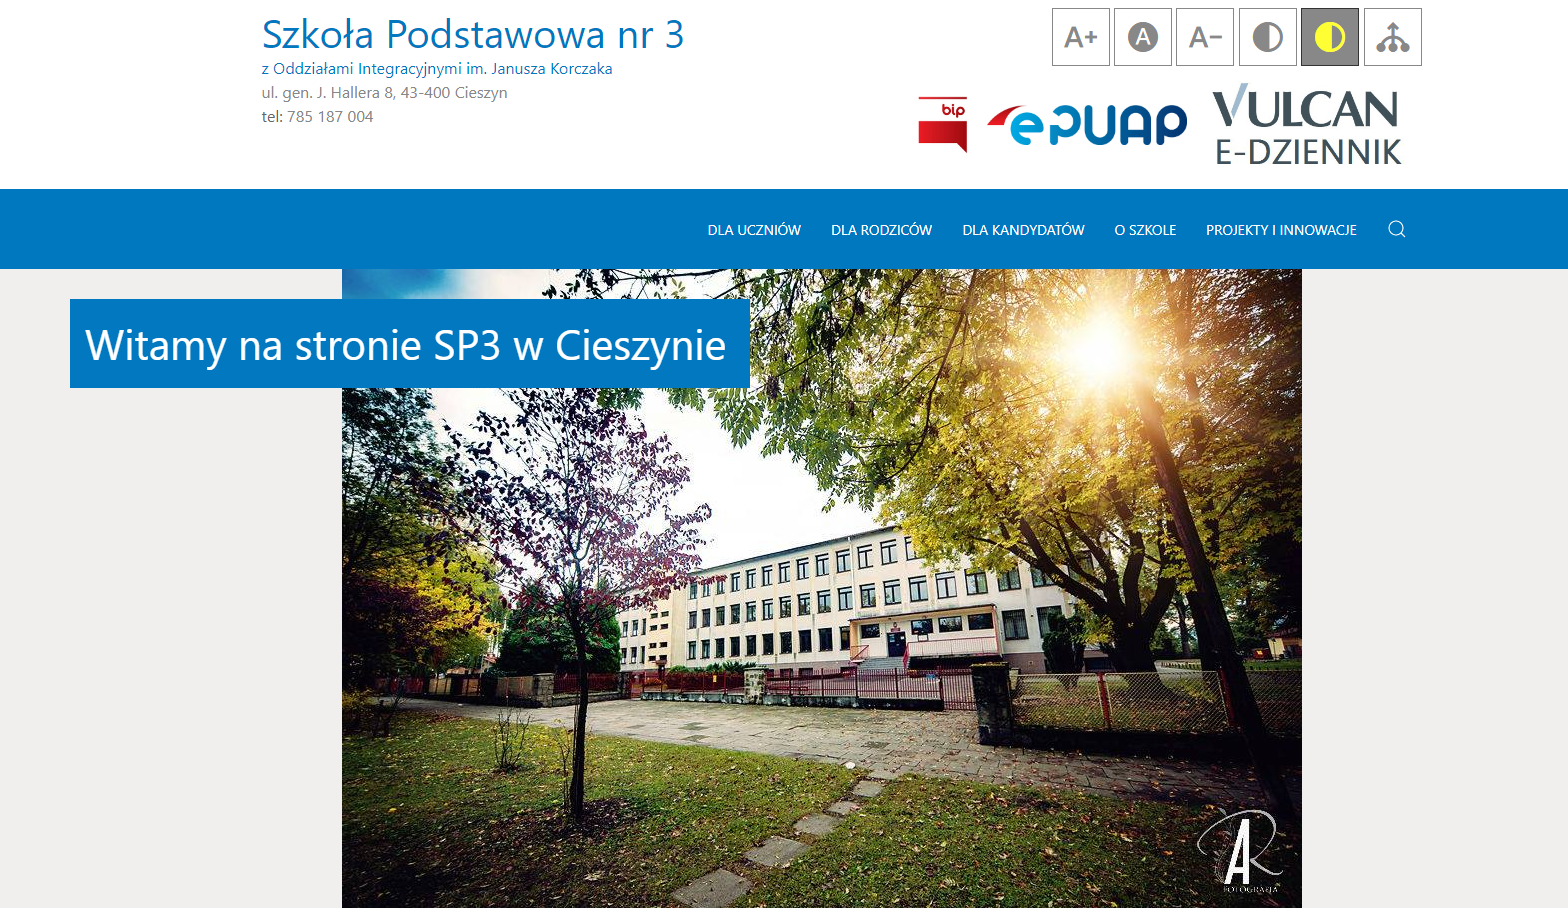 Szkoła Podstawowa nr 3
z Oddziałami Integracyjnymi im. Janusza Korczaka
ul. gen. J. Hallera 8, 43-400 Cieszyn
tel: 785 187 004
A+ A A-
bip
epUAP
VULCAN
E-DZIENNIK
DLA UCZNIÓW DLA RODZICÓW DLA KANDYDATÓW O SZKOLE PROJEKTY I INNOWACJE
Witamy na stronie SP3 w Cieszynie
AR
FOTOGRAFIA